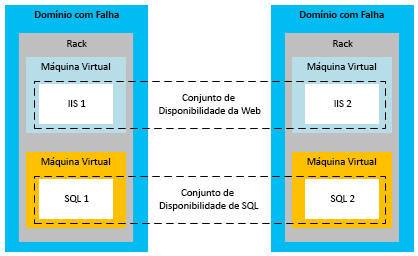 Domínio com Falha
Domínio com Falha
Rack
Rack
Máquina Virtual
Máquina Virtual
IIS 1
Conjunto de
Disponibilidade da Web
IIS 2
Máquina Virtual
Máquina Virtual
SQL 1
Conjunto de
Disponibilidade de SQL
SQL 2